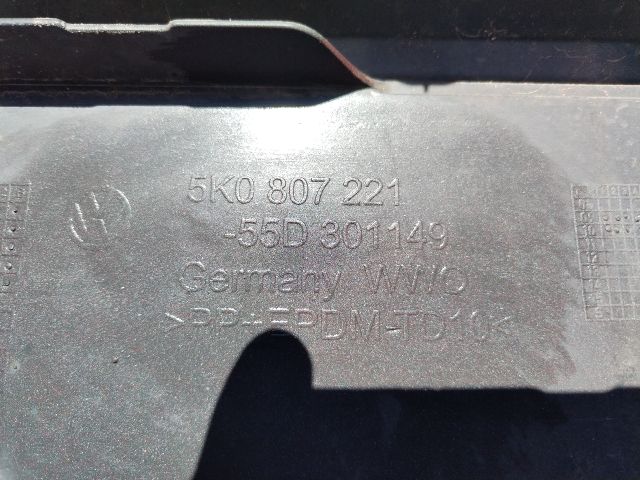 5K0 807 221
-55D 301149
Germany WWO
>PP+EPDM-TD10<